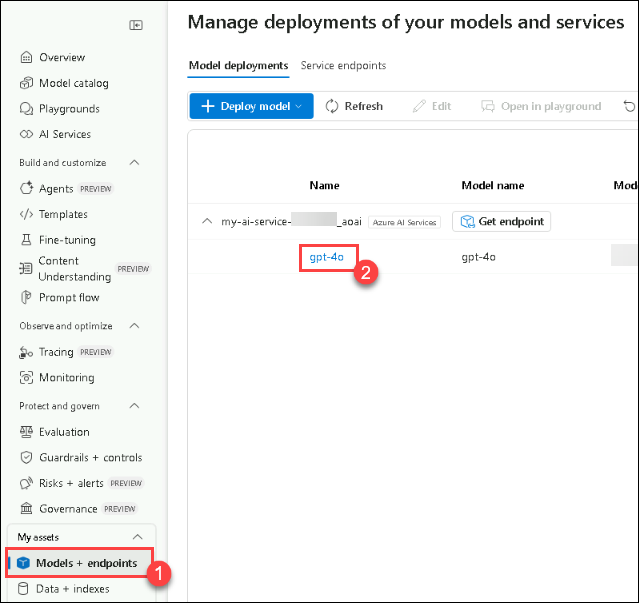 Overview
Model catalog
Playgrounds
AI Services
Build and customize
Agents PREVIEW
Templates
Fine-tuning
Content
Understanding PREVIEW
Prompt flow
Observe and optimize
Tracing PREVIEW
Monitoring
Protect and govern
Evaluation
Guardrails + controls
Risks + alerts PREVIEW
Governance PREVIEW
My assets
Models + endpoints 1
Data + indexes
Manage deployments of your models and services
Model deployments Service endpoints
Deploy model Refresh Edit Open in playground
Name Model name
my-ai-service- _aoai Azure AI Services Get endpoint
gpt-4o gpt-4o
2